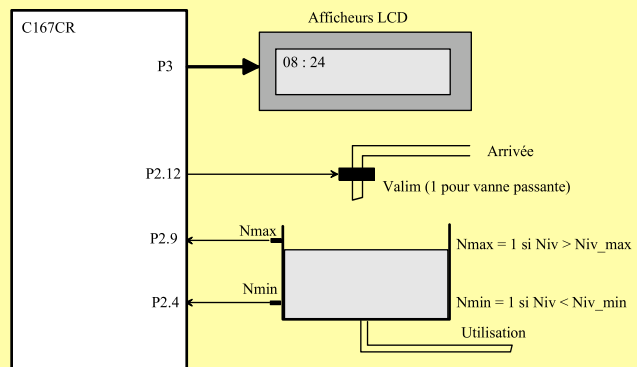 Afficheurs LCD
C167CR
P3
08 : 24
Arrivée
P2.12
Valim (1 pour vanne passante)
Nmax
P2.9
Nmax = 1 si Niv > Niv_max
Nmin
P2.4
Nmin = 1 si Niv < Niv_min
Utilisation